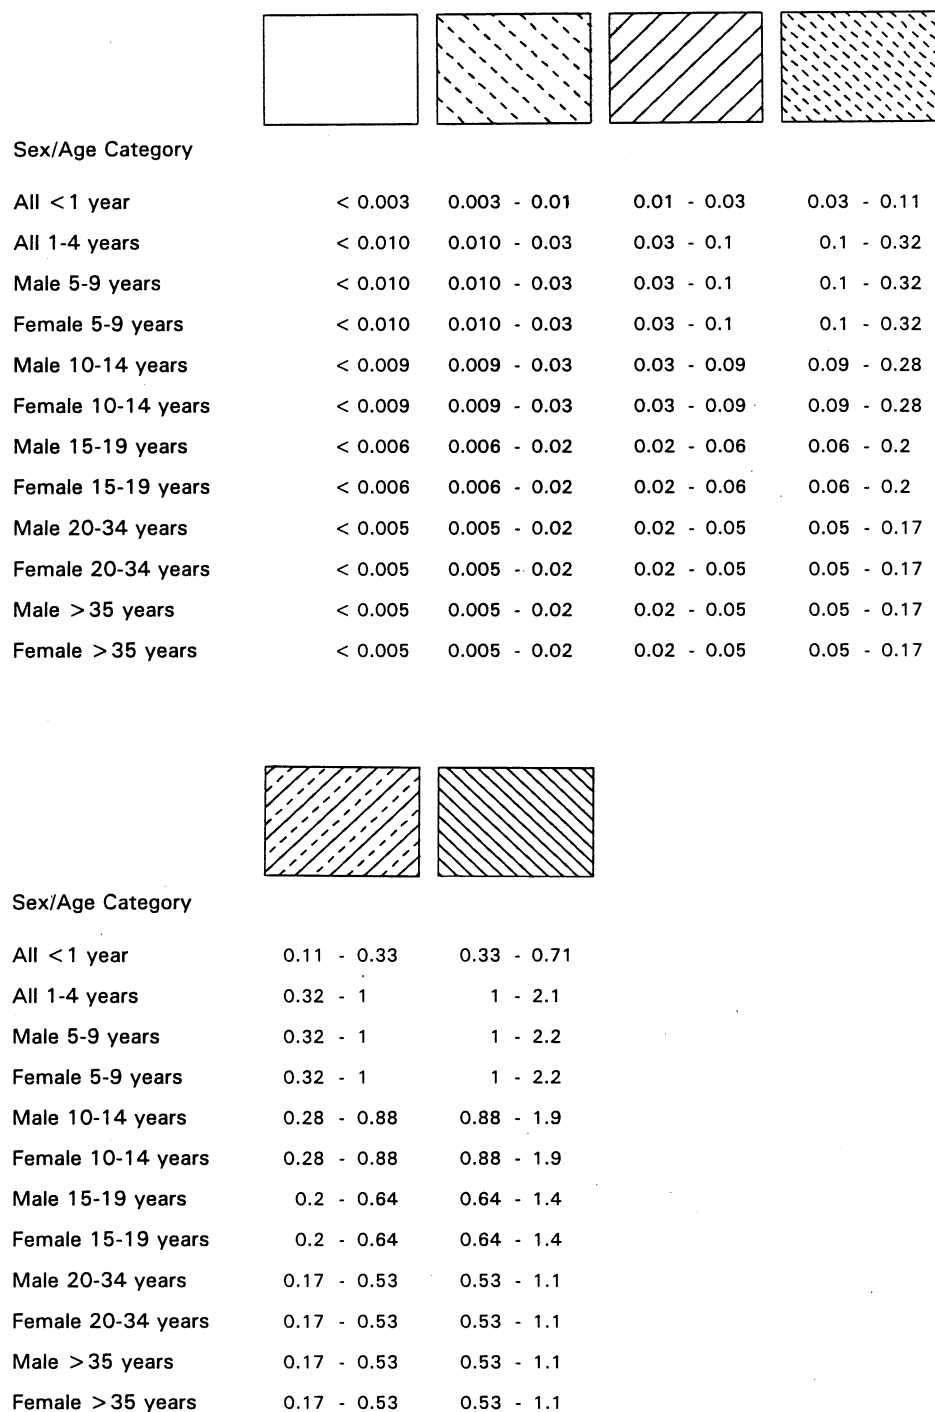 Sex/Age Category
All <1 year < 0.003 0.003 - 0.01 0.01 - 0.03 0.03 - 0.11
All 1-4 years < 0.010 0.010 - 0.03 0.03 - 0.1 0.1 - 0.32
Male 5-9 years < 0.010 0.010 - 0.03 0.03 - 0.1 0.1 - 0.32
Female 5-9 years < 0.010 0.010 - 0.03 0.03 - 0.1 0.1 - 0.32
Male 10-14 years < 0.009 0.009 - 0.03 0.03 - 0.09 0.09 - 0.28
Female 10-14 years < 0.009 0.009 - 0.03 0.03 - 0.09 0.09 - 0.28
Male 15-19 years < 0.006 0.006 - 0.02 0.02 - 0.06 0.06 - 0.2
Female 15-19 years < 0.006 0.006 - 0.02 0.02 - 0.06 0.06 - 0.2
Male 20-34 years < 0.005 0.005 - 0.02 0.02 - 0.05 0.05 - 0.17
Female 20-34 years < 0.005 0.005 - 0.02 0.02 - 0.05 0.05 - 0.17
Male >35 years < 0.005 0.005 - 0.02 0.02 - 0.05 0.05 - 0.17
Female >35 years < 0.005 0.005 - 0.02 0.02 - 0.05 0.05 - 0.17
Sex/Age Category
All <1 year 0.11 - 0.33 0.33 - 0.71
All 1-4 years 0.32 - 1 1 - 2.1
Male 5-9 years 0.32 - 1 1 - 2.2
Female 5-9 years 0.32 - 1 1 - 2.2
Male 10-14 years 0.28 - 0.88 0.88 - 1.9
Female 10-14 years 0.28 - 0.88 0.88 - 1.9
Male 15-19 years 0.2 - 0.64 0.64 - 1.4
Female 15-19 years 0.2 - 0.64 0.64 - 1.4
Male 20-34 years 0.17 - 0.53 0.53 - 1.1
Female 20-34 years 0.17 - 0.53 0.53 - 1.1
Male >35 years 0.17 - 0.53 0.53 - 1.1
Female >35 years 0.17 - 0.53 0.53 - 1.1